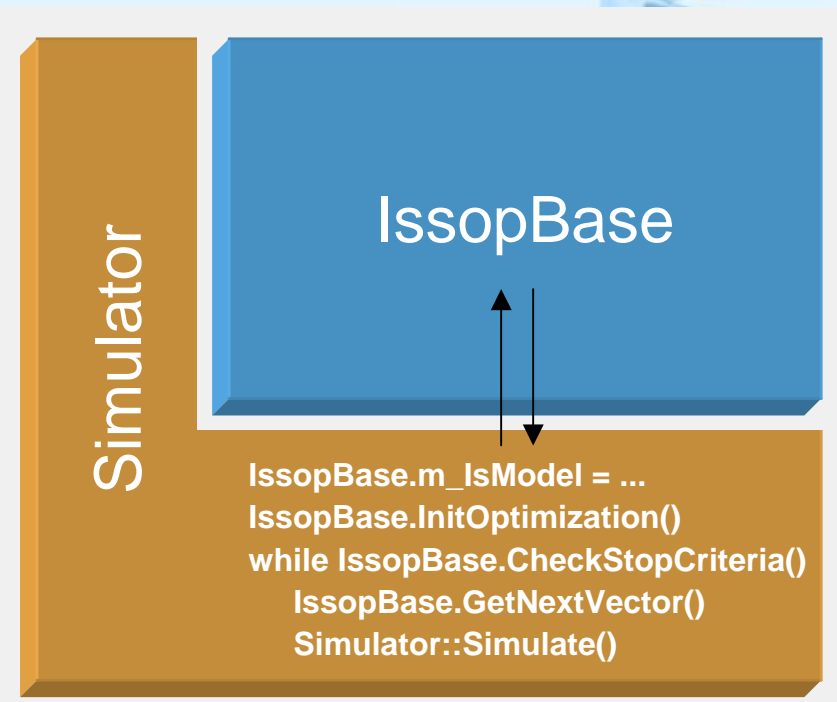 Simulator
IssopBase
IssopBase.m_IsModel = ...
IssopBase.InitOptimization()
while IssopBase.CheckStopCriteria()
IssopBase.GetNextVector()
Simulator::Simulate()